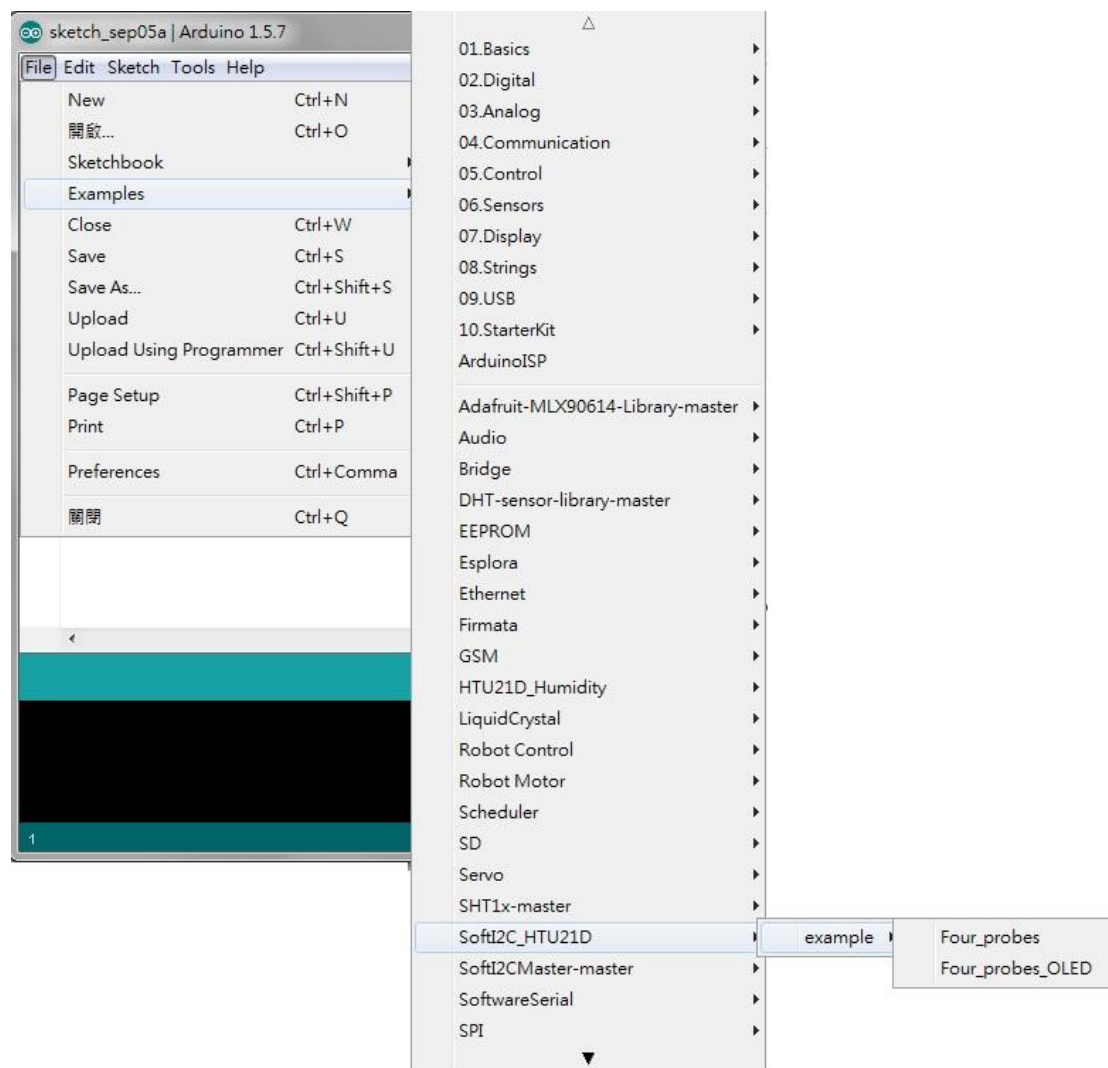 sketch_sep05a | Arduino 1.5.7
File Edit Sketch Tools Help
New Ctrl+N
開啟... Ctrl+O
Sketchbook
Examples
Close Ctrl+W
Save Ctrl+S
Save As... Ctrl+Shift+S
Upload Ctrl+U
Upload Using Programmer Ctrl+Shift+U
Page Setup Ctrl+Shift+P
Print Ctrl+P
Preferences Ctrl+Comma
關閉 Ctrl+Q
1
01.Basics
02.Digital
03.Analog
04.Communication
05.Control
06.Sensors
07.Display
08.Strings
09.USB
10.StarterKit
ArduinoISP
Adafruit-MLX90614-Library-master
Audio
Bridge
DHT-sensor-library-master
EEPROM
Esplora
Ethernet
Firmata
GSM
HTU21D_Humidity
LiquidCrystal
Robot Control
Robot Motor
Scheduler
SD
Servo
SHT1x-master
SoftI2C_HTU21D
SoftI2CMaster-master
SoftwareSerial
SPI
example
Four_probes
Four_probes_OLED